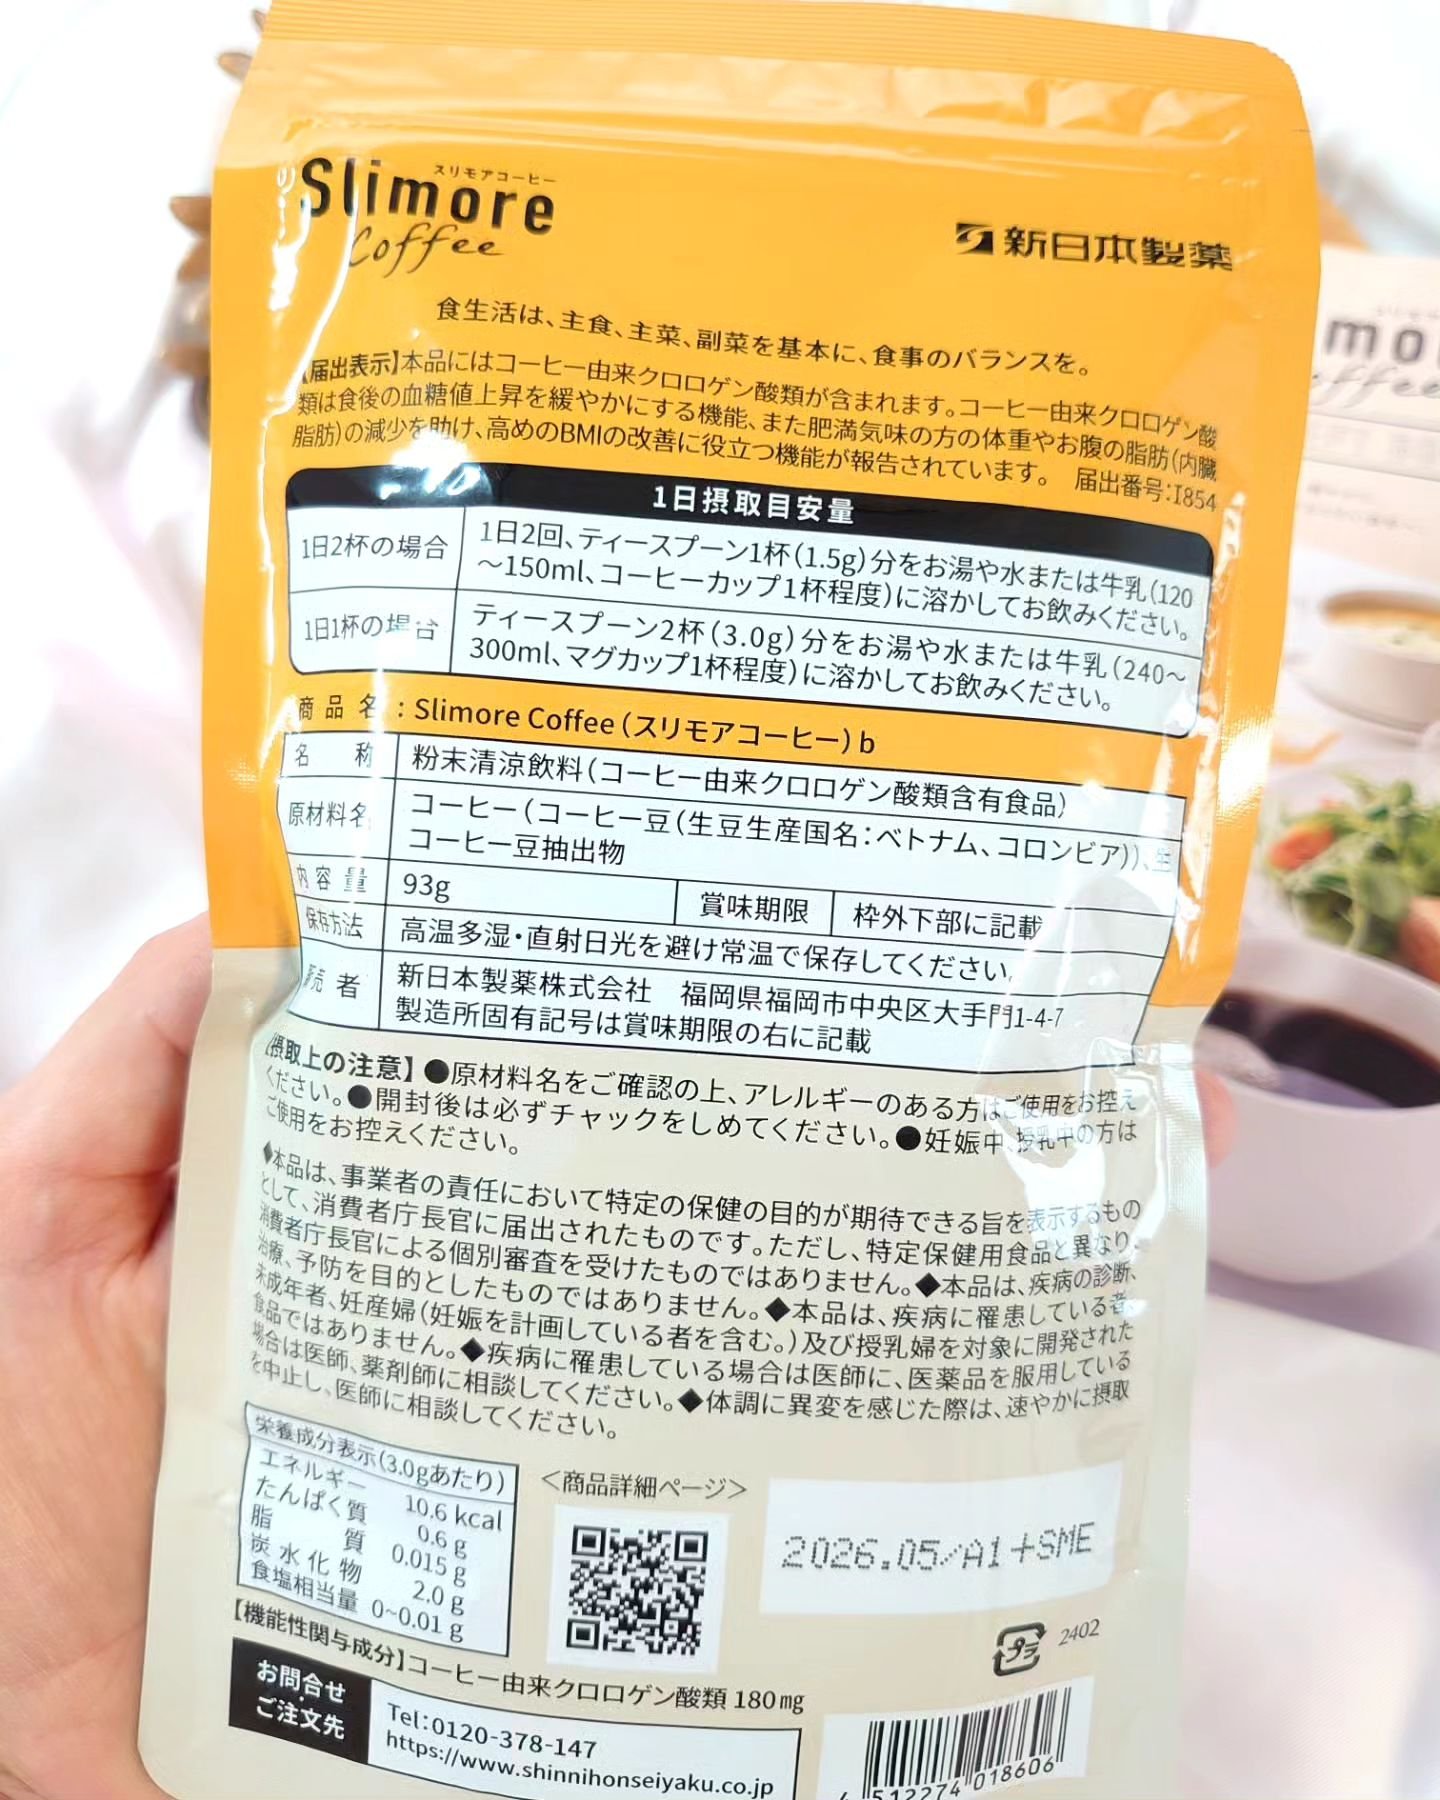 スリモアコーヒー
Slimore
Coffee
新日本製薬
食生活は、主食、主菜、副菜を基本に、食事のバランスを。
【届出表示】本品にはコーヒー由来クロロゲン酸類が含まれます。コーヒー由来クロロゲン酸
類は食後の血糖値上昇を緩やかにする機能、また肥満気味の方の体重やお腹の脂肪(内臓
脂肪)の減少を助け、高めのBMIの改善に役立つ機能が報告されています。 届出番号:I854
1日摂取目安量
1日2杯の場合
1日2回、ティースプーン1杯(1.5g)分をお湯や水または牛乳(120
～150ml、コーヒーカップ1杯程度)に溶かしてお飲みください。
1日1杯の場合
ティースプーン2杯(3.0g)分をお湯や水または牛乳(240～
300ml、マグカップ1杯程度)に溶かしてお飲みください。
商品名:Slimore Coffee(スリモアコーヒー)b
名称 粉末清涼飲料(コーヒー由来クロロゲン酸類含有食品)
原材料名 コーヒー(コーヒー豆(生豆生産国名:ベトナム、コロンビア))、生
コーヒー豆抽出物
内容量 93g 賞味期限 枠外下部に記載
保存方法 高温多湿・直射日光を避け常温で保存してください。
販売者 新日本製薬株式会社 福岡県福岡市中央区大手門1-4-7
製造所固有記号は賞味期限の右に記載
【摂取上の注意】●原材料名をご確認の上、アレルギーのある方はご使用をお控え
ください。●開封後は必ずチャックをしめてください。●妊娠中、授乳中の方は
ご使用をお控えください。
◆本品は、事業者の責任において特定の保健の目的が期待できる旨を表示するもの
として、消費者庁長官に届出されたものです。ただし、特定保健用食品と異なり、
消費者庁長官による個別審査を受けたものではありません。◆本品は、疾病の診断、
治療、予防を目的としたものではありません。◆本品は、疾病に罹患している者、
未成年者、妊産婦(妊娠を計画している者を含む。)及び授乳婦を対象に開発された
食品ではありません。◆疾病に罹患している場合は医師に、医薬品を服用している
場合は医師、薬剤師に相談してください。◆体調に異変を感じた際は、速やかに摂取
を中止し、医師に相談してください。
栄養成分表示(3.0gあたり)
エネルギー 10.6 kcal
たんぱく質 0.6 g
脂質 0.015 g
炭水化物 2.0 g
食塩相当量 0~0.01 g
<商品詳細ページ>
2026.05/A1+SME
プラ
2402
【機能性関与成分】コーヒー由来クロロゲン酸類 180mg
お問合せ
・
ご注文先
Tel:0120-378-147
https://www.shinnihonseiyaku.co.jp
4 512274 018606